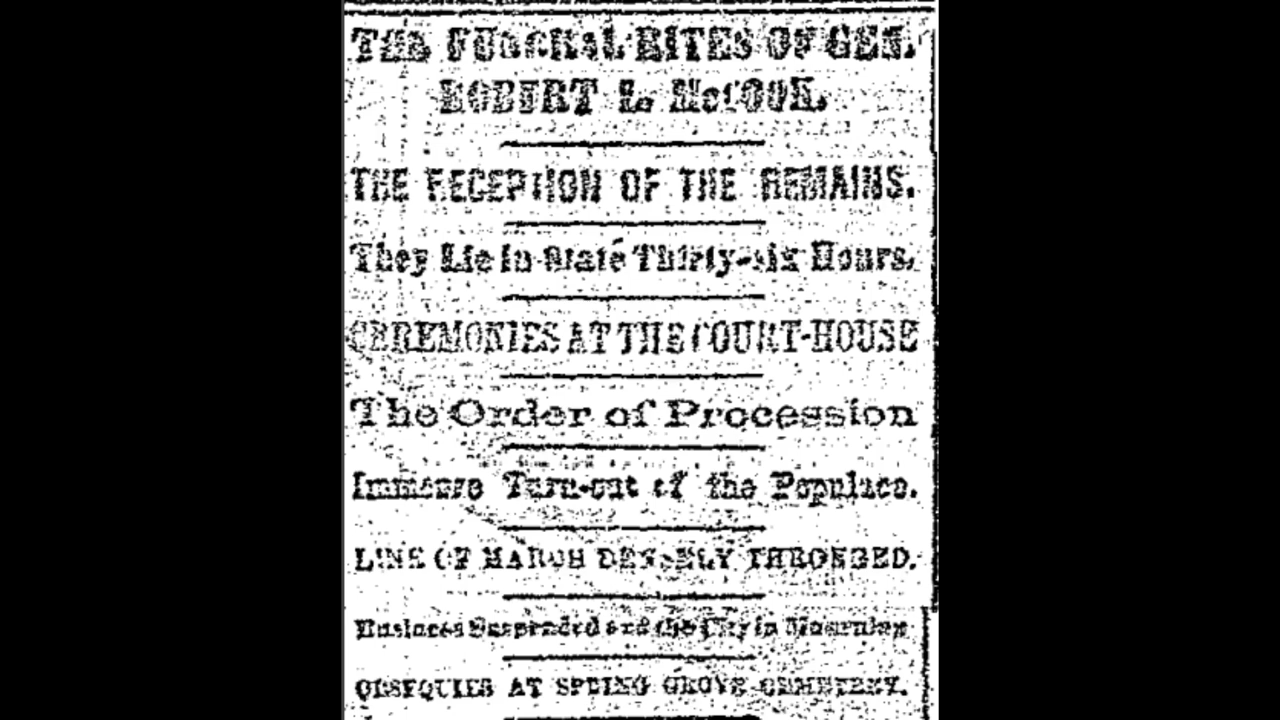 THE FUNERAL RITES OF GEN.
ROBERT L. McCOOK.
THE RECEPTION OF THE REMAINS.
They Lie in State Thirty-six Hours.
CEREMONIES AT THE COURT-HOUSE
The Order of Procession
Immense Turn-out of the Populace.
LINE OF MARCH DENSELY THRONGED.
Business Suspended and the City in Mourning
OBSEQUIES AT SPRING GROVE CEMETERY.